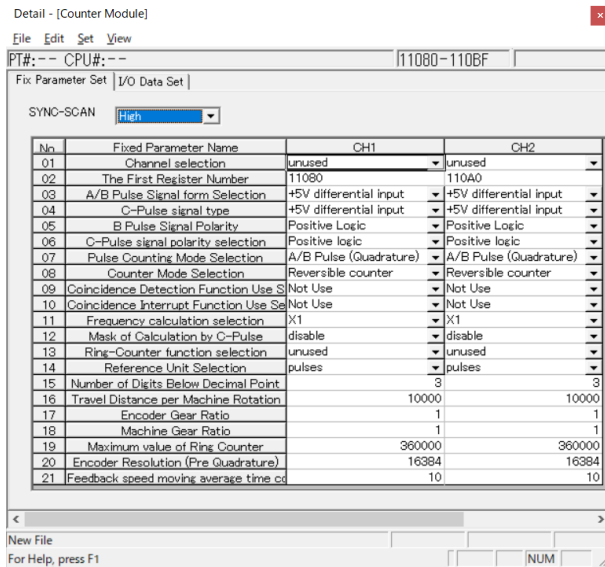 Detail - [Counter Module]
File Edit Set View
PT#:-- CPU#:-- 11080-110BF
Fix Parameter Set I/O Data Set
SYNC-SCAN High
No Fixed Parameter Name CH1 CH2
01 Channel selection unused unused
02 The First Register Number 11080 110A0
03 A/B Pulse Signal form Selection +5V differential input +5V differential input
04 C-Pulse signal type +5V differential input +5V differential input
05 B Pulse Signal Polarity Positive Logic Positive Logic
06 C-Pulse signal polarity selection Positive logic Positive logic
07 Pulse Counting Mode Selection A/B Pulse (Quadrature) A/B Pulse (Quadrature)
08 Counter Mode Selection Reversible counter Reversible counter
09 Coincidence Detection Function Use S Not Use Not Use
10 Coincidence Interrupt Function Use Se Not Use Not Use
11 Frequency calculation selection X1 X1
12 Mask of Calculation by C-Pulse disable disable
13 Ring-Counter function selection unused unused
14 Reference Unit Selection pulses pulses
15 Number of Digits Below Decimal Point 3 3
16 Travel Distance per Machine Rotation 10000 10000
17 Encoder Gear Ratio 1 1
18 Machine Gear Ratio 1 1
19 Maximum value of Ring Counter 360000 360000
20 Encoder Resolution (Pre Quadrature) 16384 16384
21 Feedback speed moving average time co 10 10
New File
For Help, press F1 NUM